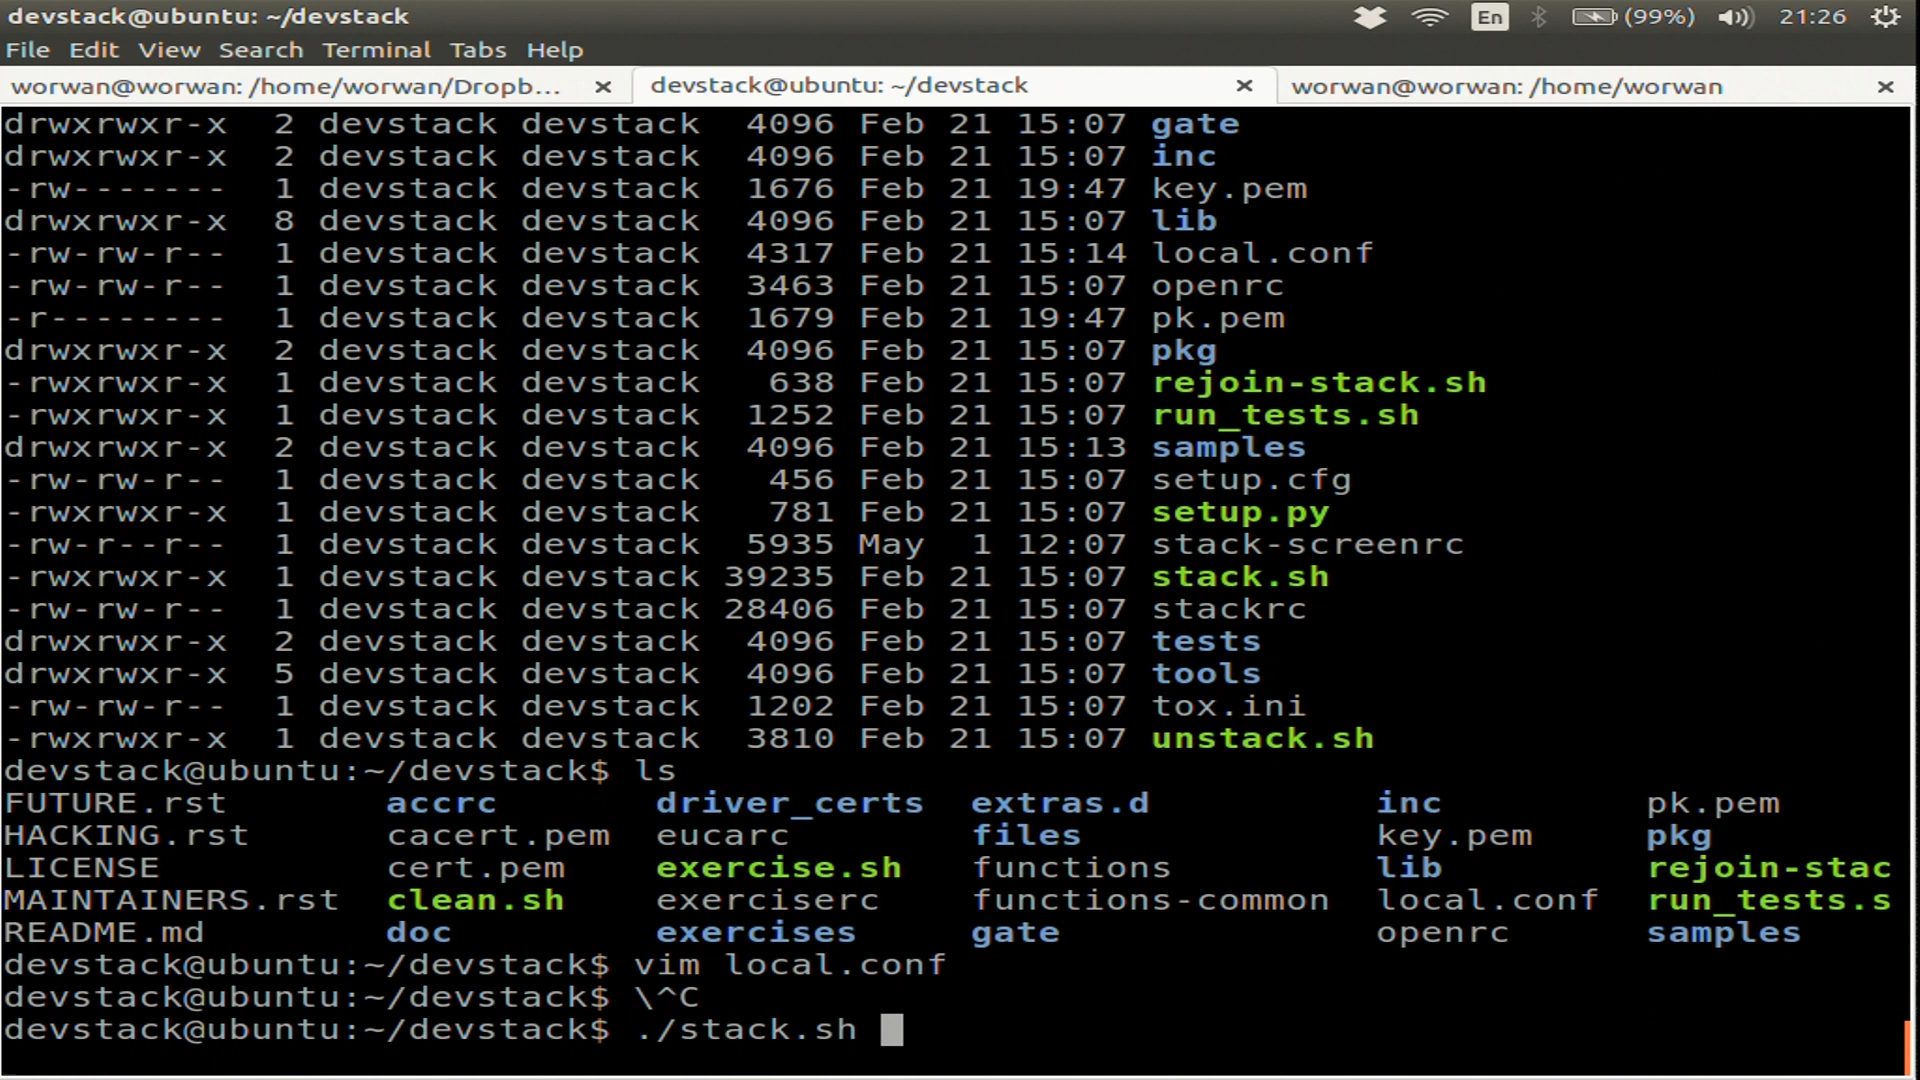 devstack@ubuntu: ~/devstack
En
(99%)
21:26
File Edit View Search Terminal Tabs Help
worwan@worwan: /home/worwan/Dropb... × devstack@ubuntu: ~/devstack × worwan@worwan: /home/worwan ×
drwxrwxr-x 2 devstack devstack 4096 Feb 21 15:07 gate
drwxrwxr-x 2 devstack devstack 4096 Feb 21 15:07 inc
-rw------- 1 devstack devstack 1676 Feb 21 19:47 key.pem
drwxrwxr-x 8 devstack devstack 4096 Feb 21 15:07 lib
-rw-rw-r-- 1 devstack devstack 4317 Feb 21 15:14 local.conf
-rw-rw-r-- 1 devstack devstack 3463 Feb 21 15:07 openrc
-r-------- 1 devstack devstack 1679 Feb 21 19:47 pk.pem
drwxrwxr-x 2 devstack devstack 4096 Feb 21 15:07 pkg
-rwxrwxr-x 1 devstack devstack 638 Feb 21 15:07 rejoin-stack.sh
-rwxrwxr-x 1 devstack devstack 1252 Feb 21 15:07 run_tests.sh
drwxrwxr-x 2 devstack devstack 4096 Feb 21 15:13 samples
-rw-rw-r-- 1 devstack devstack 456 Feb 21 15:07 setup.cfg
-rwxrwxr-x 1 devstack devstack 781 Feb 21 15:07 setup.py
-rw-r--r-- 1 devstack devstack 5935 May 1 12:07 stack-screenrc
-rwxrwxr-x 1 devstack devstack 39235 Feb 21 15:07 stack.sh
-rw-rw-r-- 1 devstack devstack 28406 Feb 21 15:07 stackrc
drwxrwxr-x 2 devstack devstack 4096 Feb 21 15:07 tests
drwxrwxr-x 5 devstack devstack 4096 Feb 21 15:07 tools
-rw-rw-r-- 1 devstack devstack 1202 Feb 21 15:07 tox.ini
-rwxrwxr-x 1 devstack devstack 3810 Feb 21 15:07 unstack.sh
devstack@ubuntu:~/devstack$ ls
FUTURE.rst accrc driver_certs extras.d inc pk.pem
HACKING.rst cacert.pem eucarc files key.pem pkg
LICENSE cert.pem exercise.sh functions lib rejoin-stac
MAINTAINERS.rst clean.sh exerciserc functions-common local.conf run_tests.s
README.md doc exercises gate openrc samples
devstack@ubuntu:~/devstack$ vim local.conf
devstack@ubuntu:~/devstack$ \^C
devstack@ubuntu:~/devstack$ ./stack.sh